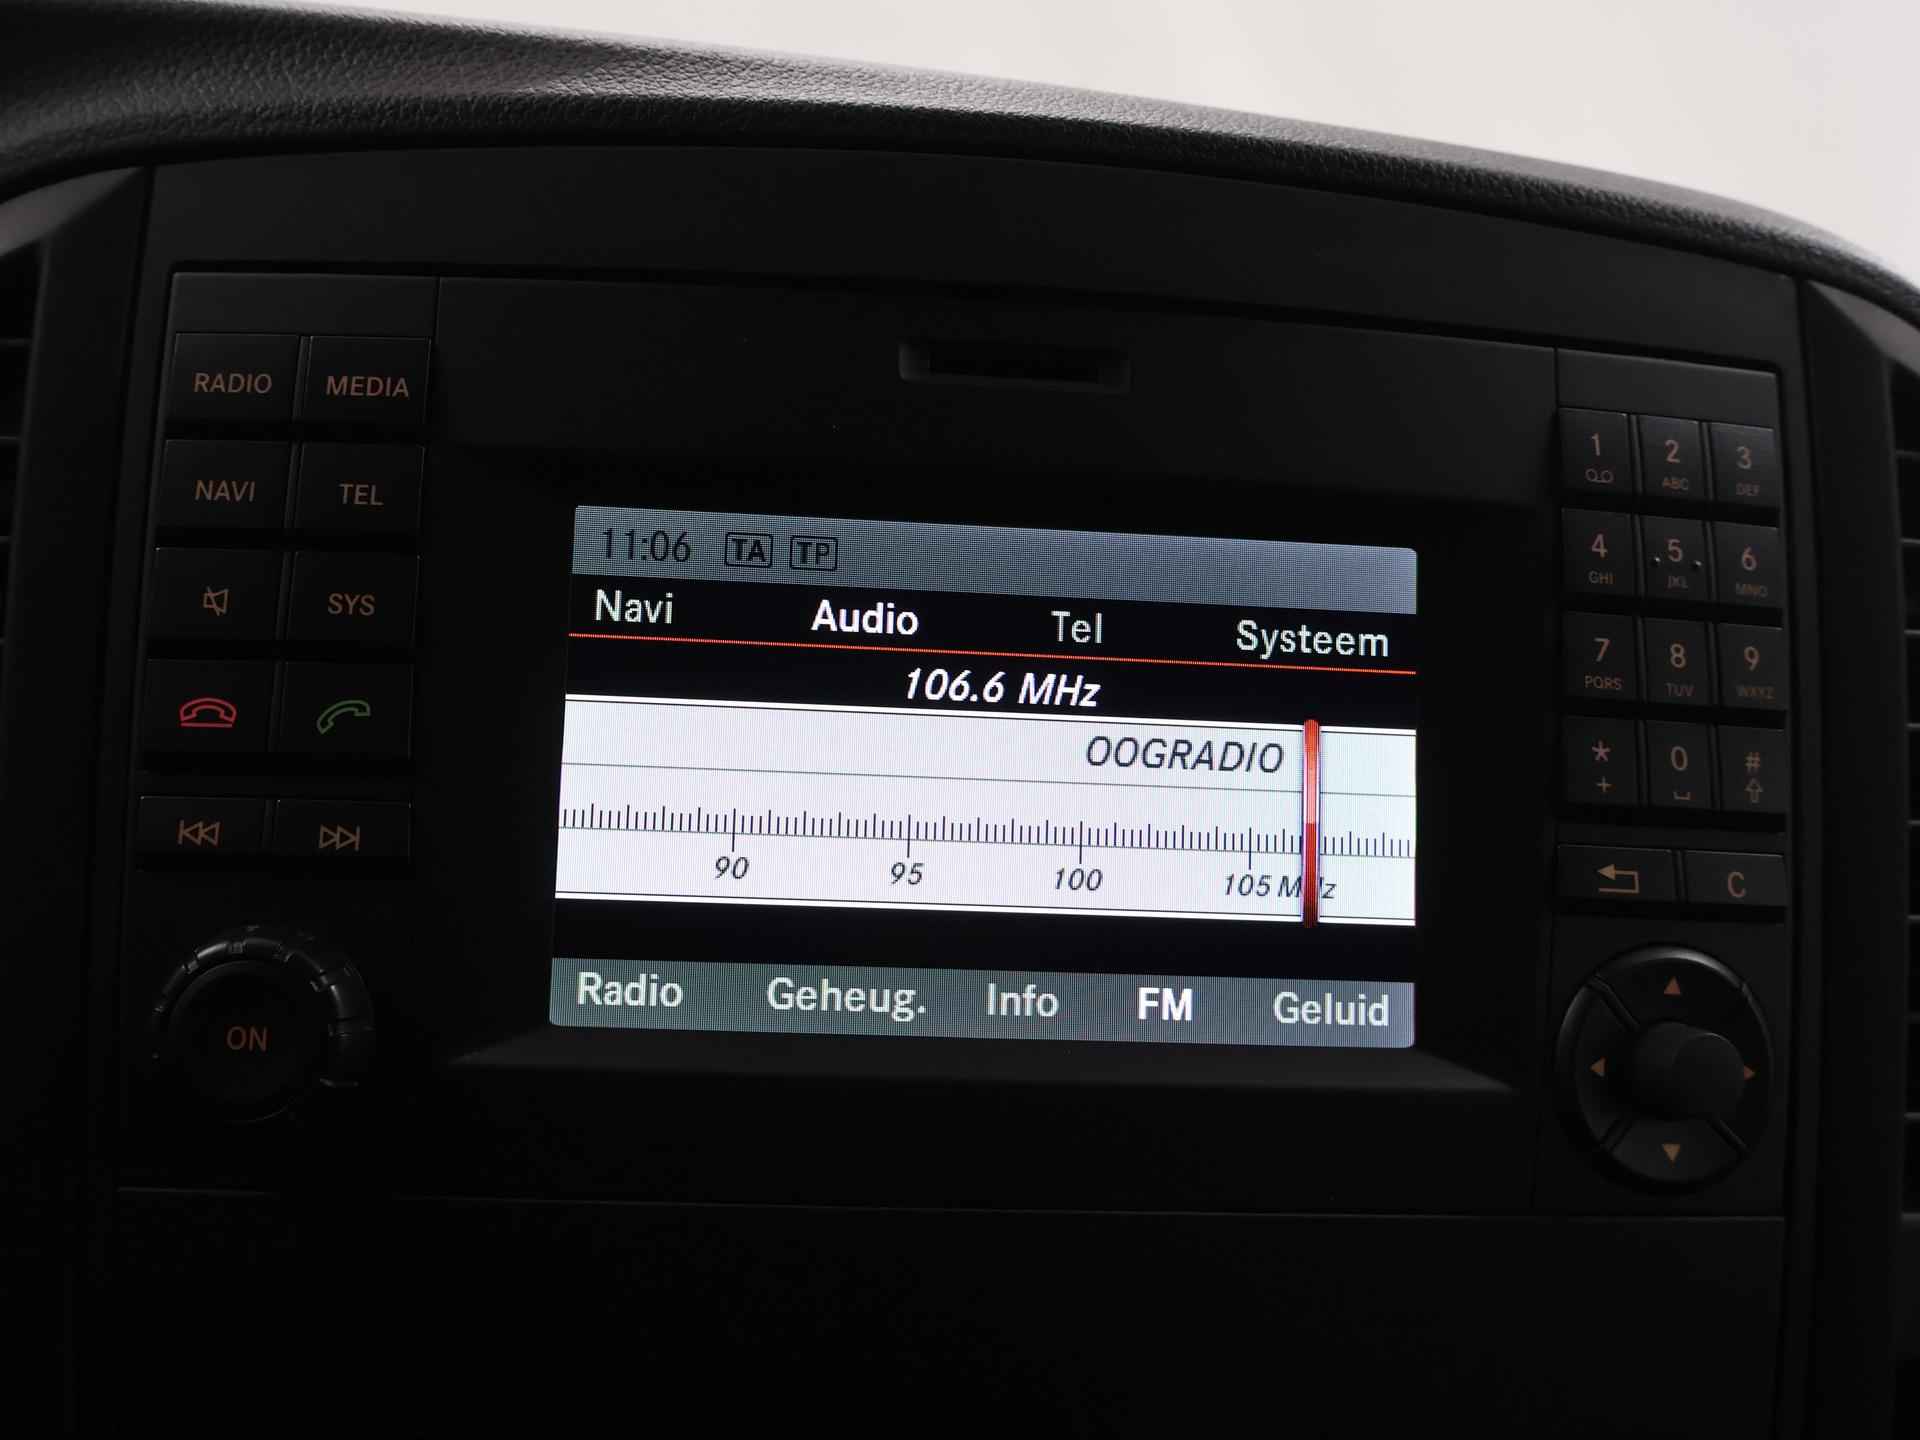 RADIO MEDIA
NAVI TEL
SYS
ON
11:06 TA TP
Navi Audio Tel Systeem
106.6 MHz
OOGRADIO
90 95 100 105 MHz
Radio Geheug. Info FM Geluid
1 2 3
ABC DEF
4 5 6
GHI JKL MNO
7 8 9
PQRS TUV WXYZ
* 0 #
+
C